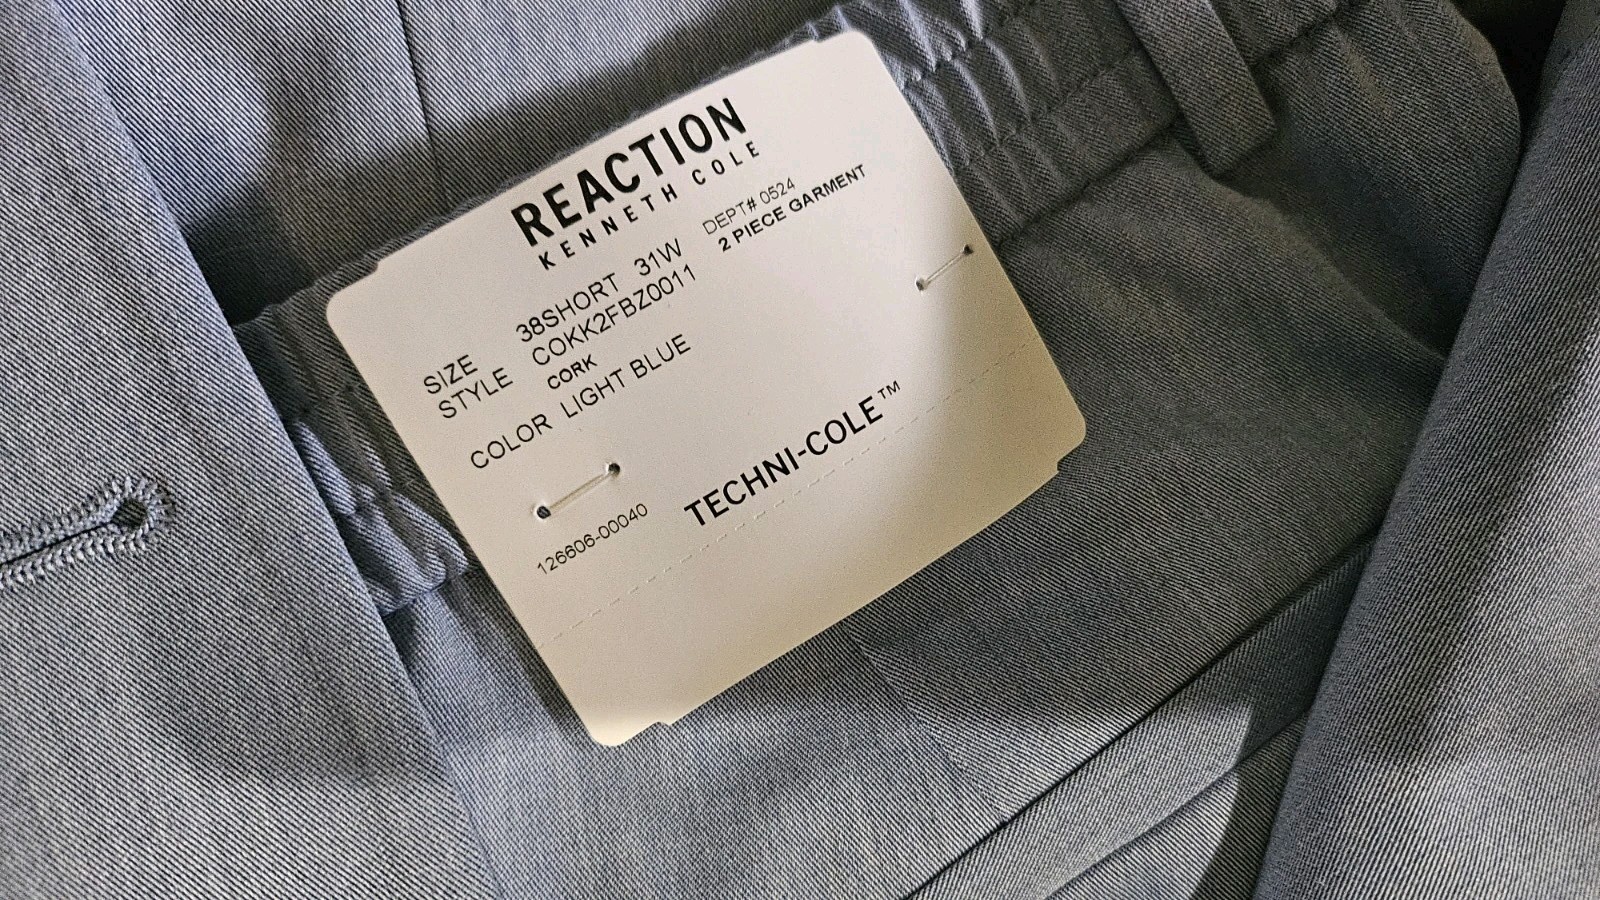 REACTION
KENNETH COLE
SIZE 38SHORT 31W DEPT# 0524
STYLE COKK2FBZ0011 2 PIECE GARMENT
CORK
COLOR LIGHT BLUE
126606-00040 TECHNI-COLE™